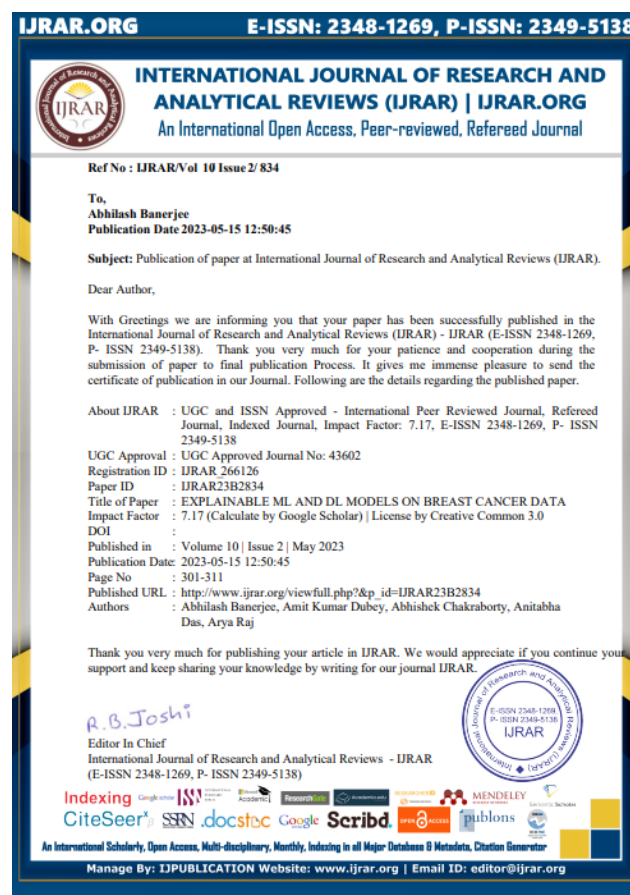 IJRAR.ORG E-ISSN: 2348-1269, P-ISSN: 2349-5138
INTERNATIONAL JOURNAL OF RESEARCH AND
ANALYTICAL REVIEWS (IJRAR) | IJRAR.ORG
An International Open Access, Peer-reviewed, Refereed Journal
IJRAR
Ref No : IJRAR/Vol 10 Issue 2/ 834
To,
Abhilash Banerjee
Publication Date 2023-05-15 12:50:45
Subject: Publication of paper at International Journal of Research and Analytical Reviews (IJRAR).
Dear Author,
With Greetings we are informing you that your paper has been successfully published in the
International Journal of Research and Analytical Reviews (IJRAR) - IJRAR (E-ISSN 2348-1269,
P- ISSN 2349-5138). Thank you very much for your patience and cooperation during the
submission of paper to final publication Process. It gives me immense pleasure to send the
certificate of publication in our Journal. Following are the details regarding the published paper.
About IJRAR : UGC and ISSN Approved - International Peer Reviewed Journal, Refereed
Journal, Indexed Journal, Impact Factor: 7.17, E-ISSN 2348-1269, P- ISSN
2349-5138
UGC Approval : UGC Approved Journal No: 43602
Registration ID : IJRAR_266126
Paper ID : IJRAR23B2834
Title of Paper : EXPLAINABLE ML AND DL MODELS ON BREAST CANCER DATA
Impact Factor : 7.17 (Calculate by Google Scholar) | License by Creative Common 3.0
DOI :
Published in : Volume 10 | Issue 2 | May 2023
Publication Date: 2023-05-15 12:50:45
Page No : 301-311
Published URL : http://www.ijrar.org/viewfull.php?&p_id=IJRAR23B2834
Authors : Abhilash Banerjee, Amit Kumar Dubey, Abhishek Chakraborty, Anitabha
Das, Arya Raj
Thank you very much for publishing your article in IJRAR. We would appreciate if you continue your
support and keep sharing your knowledge by writing for our journal IJRAR.
R.B.Joshi
E-ISSN 2348-1269
P- ISSN 2349-5138
IJRAR
Editor In Chief
International Journal of Research and Analytical Reviews - IJRAR
(E-ISSN 2348-1269, P- ISSN 2349-5138)
Indexing Google ISSN Academic ResearchGate Academia.edu MENDELEY Semantic Scholar
CiteSeerX SSRN .docstoc Google Scribd. OPEN ACCESS publons
An International Scholarly, Open Access, Multi-disciplinary, Monthly, Indexing in all Major Database & Metadata, Citation Generator
Manage By: IJPUBLICATION Website: www.ijrar.org | Email ID: editor@ijrar.org